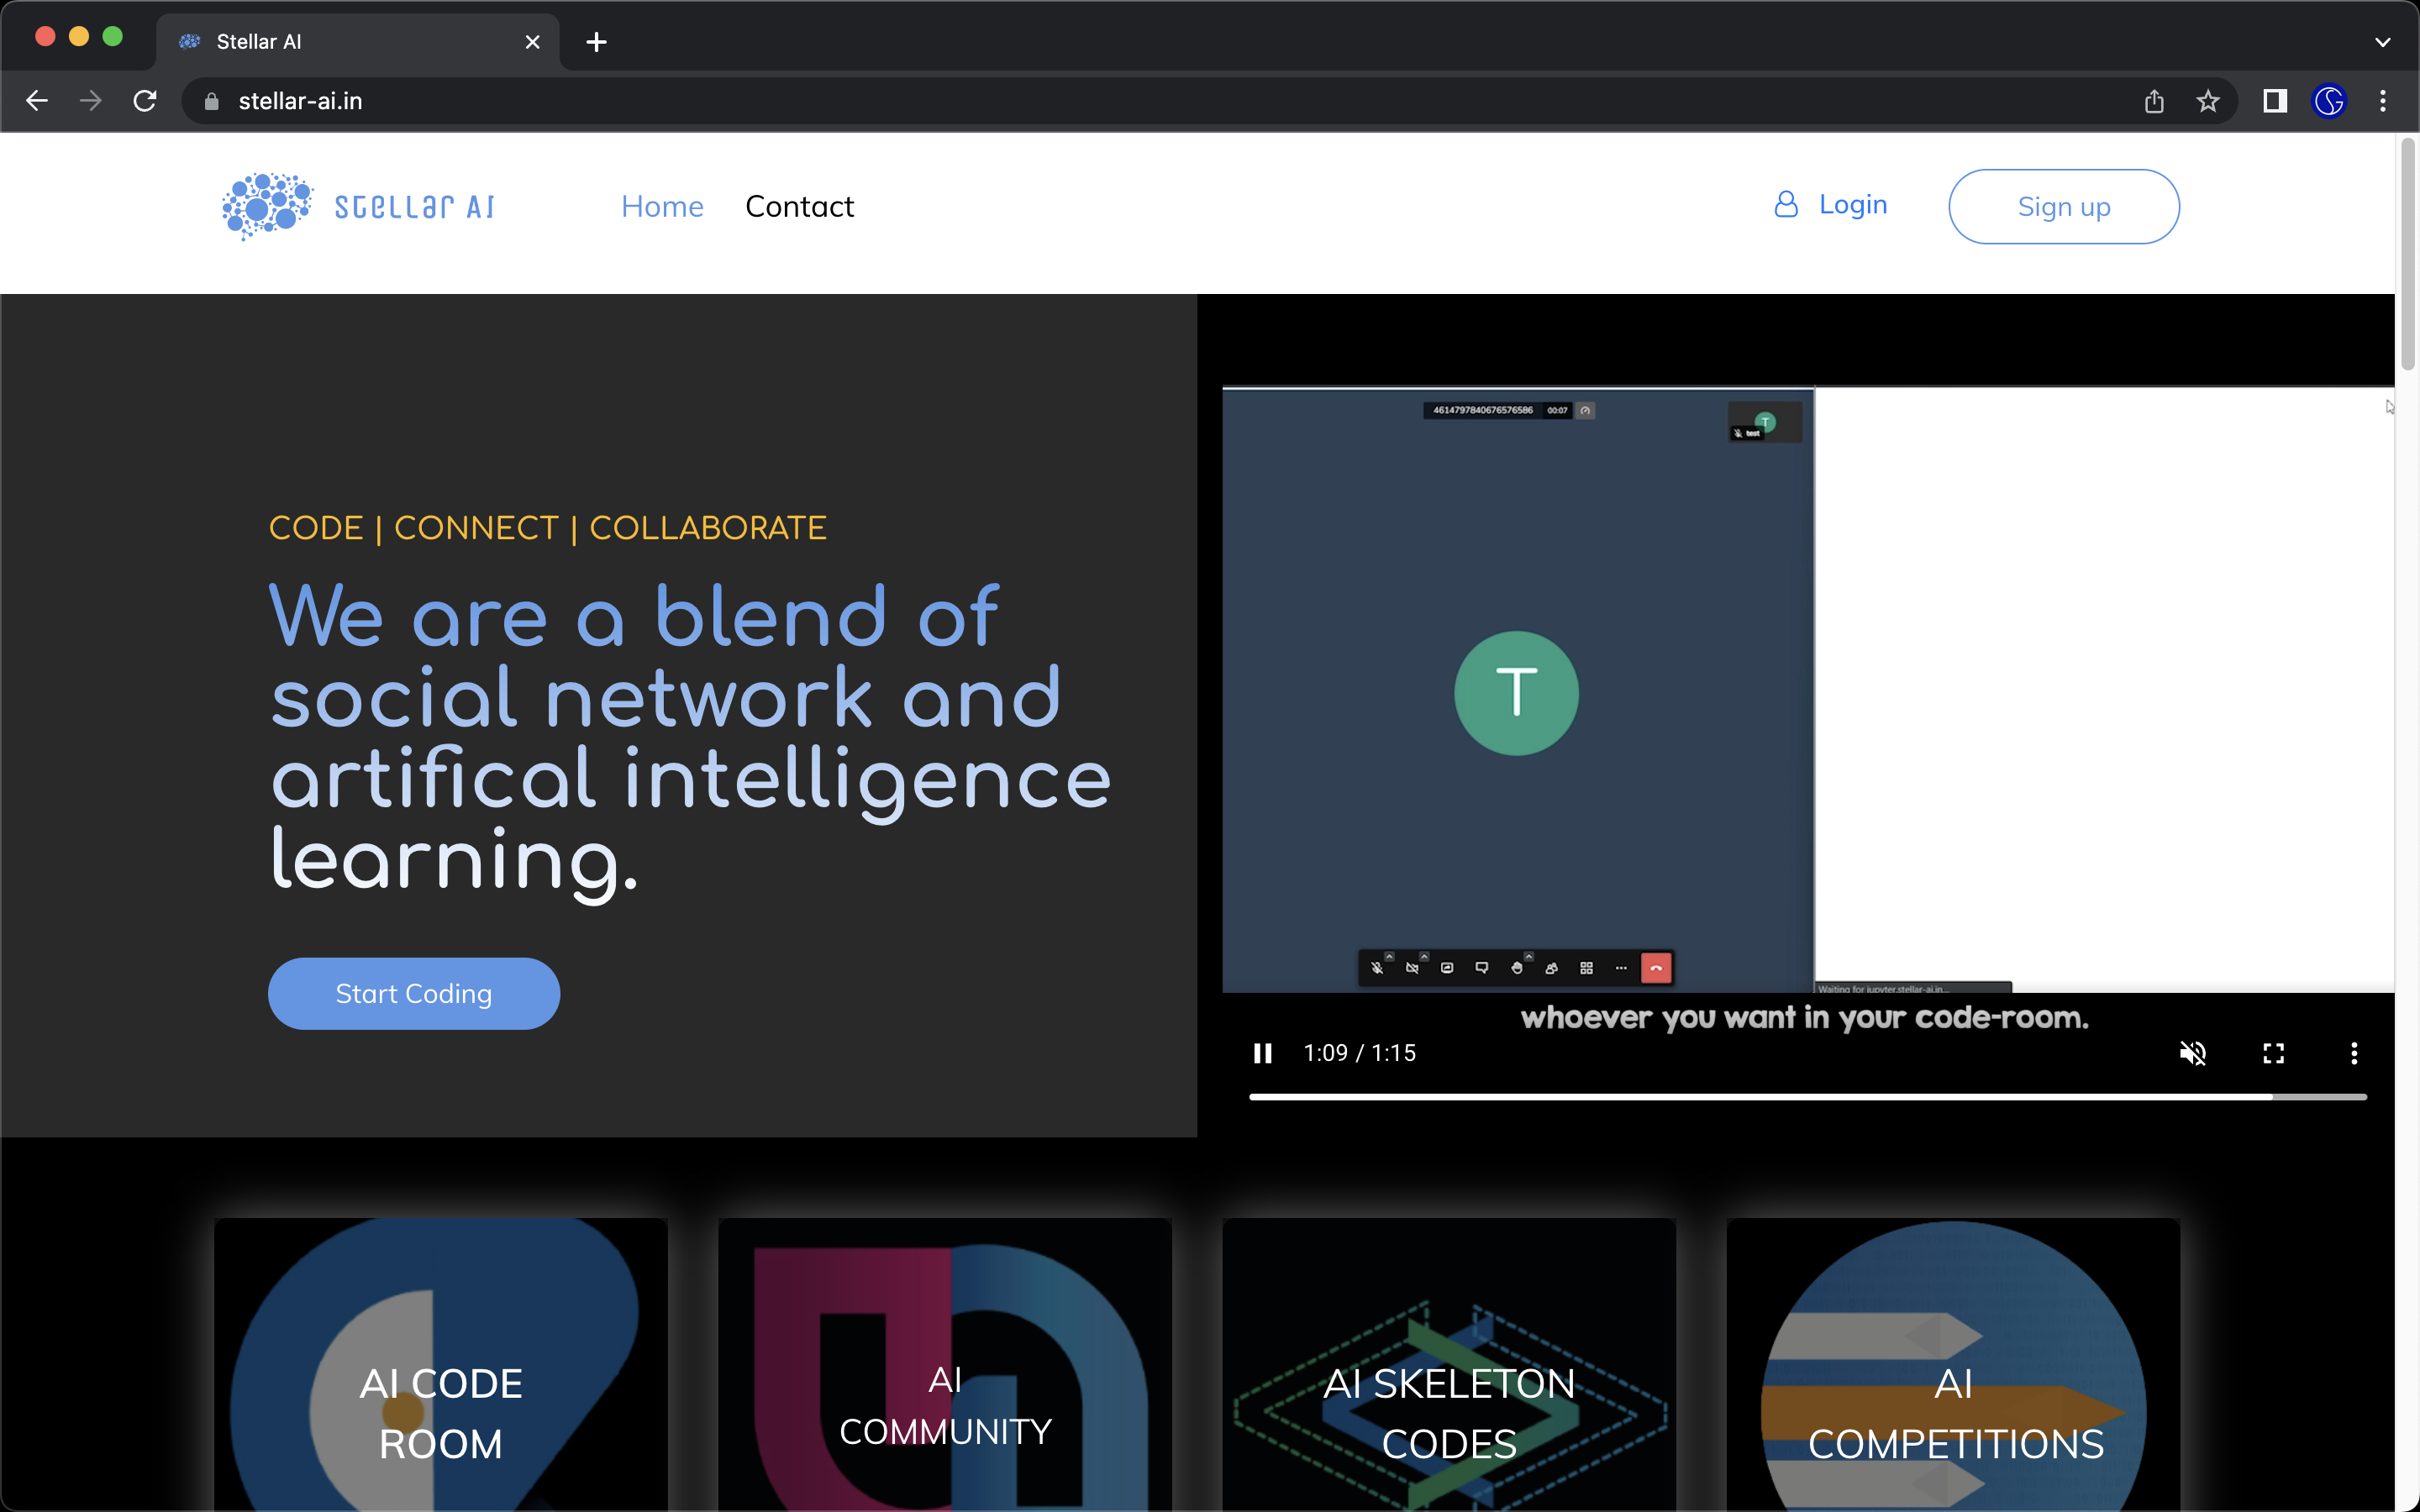 Stellar AI
stellar-ai.in
STELLAR AI
Home
Contact
Login
Sign up
4614797840676576586
00:07
T
test
CODE | CONNECT | COLLABORATE
We are a blend of
social network and
artifical intelligence
learning.
T
Start Coding
Waiting for jupyter.stellar-ai.in...
whoever you want in your code-room.
1:09 / 1:15
AI CODE
ROOM
AI
COMMUNITY
AI SKELETON
CODES
AI
COMPETITIONS